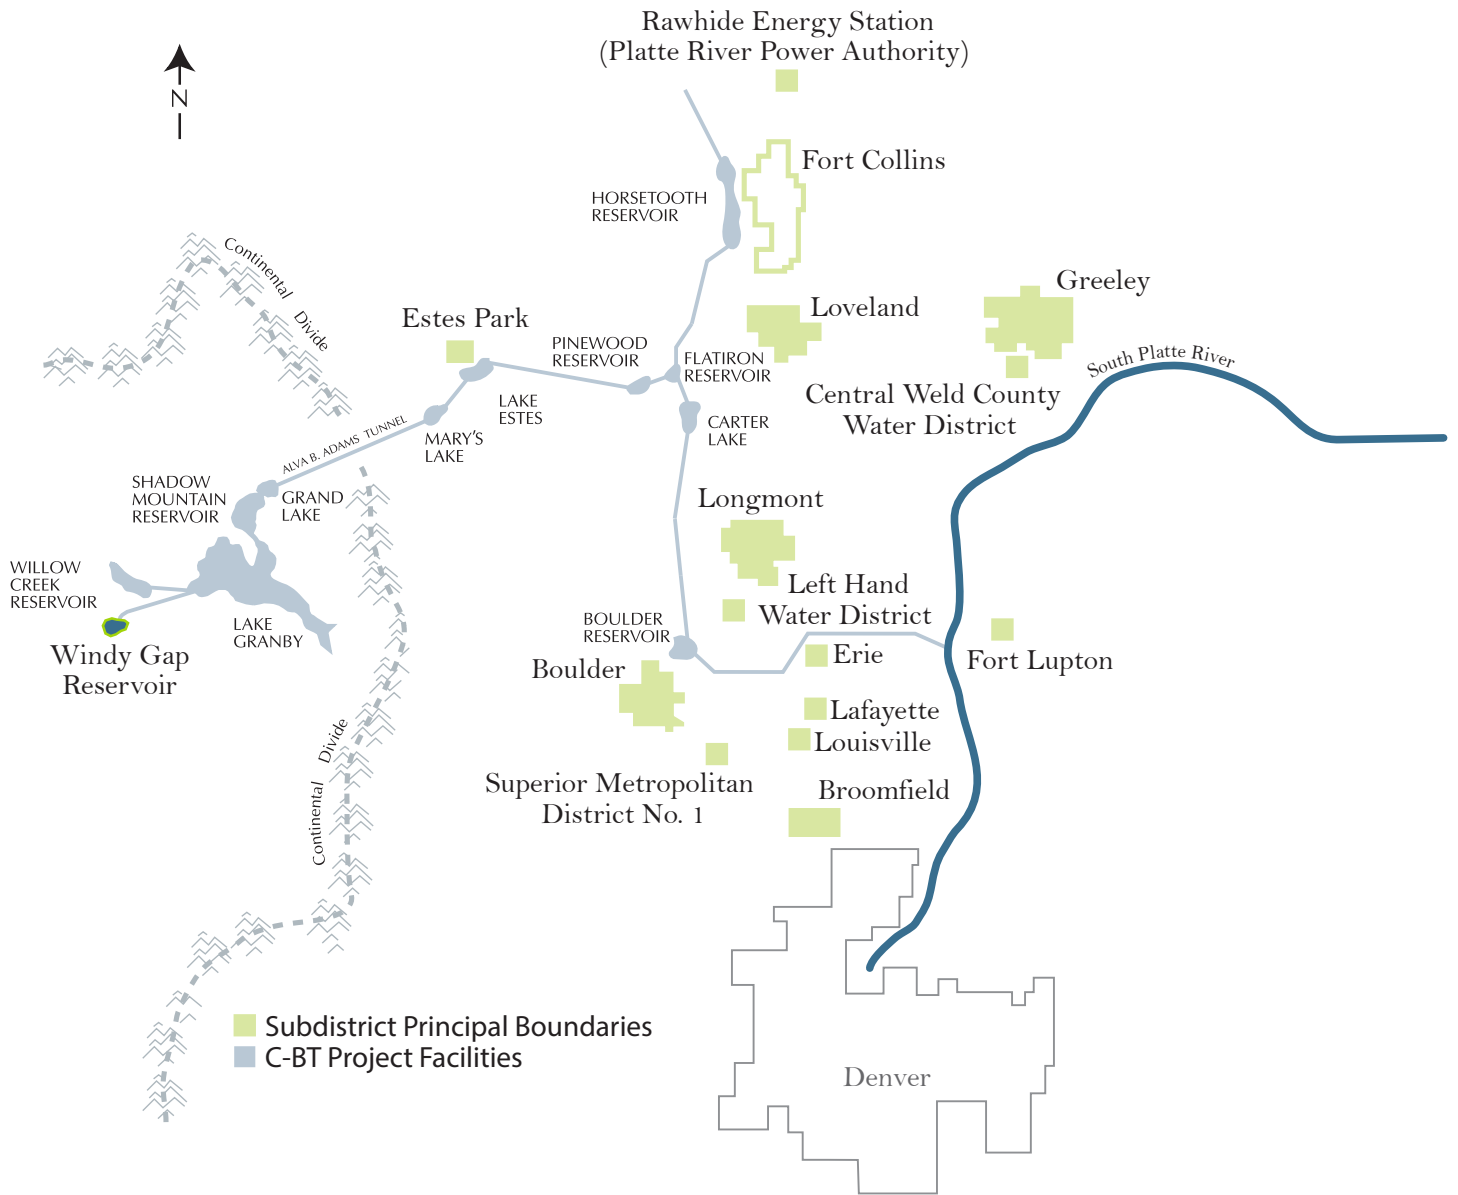 Rawhide Energy Station
(Platte River Power Authority)
N
Fort Collins
HORSETOOTH
RESERVOIR
Continental Divide
Greeley
Loveland
Estes Park
PINEWOOD
RESERVOIR
FLATIRON
RESERVOIR
South Platte River
Central Weld County
Water District
LAKE
ESTES
CARTER
LAKE
MARY'S
LAKE
ALVA B. ADAMS TUNNEL
SHADOW
MOUNTAIN
RESERVOIR
GRAND
LAKE
Longmont
WILLOW
CREEK
RESERVOIR
Left Hand
Water District
LAKE
GRANBY
BOULDER
RESERVOIR
Windy Gap
Reservoir
Boulder
Erie
Fort Lupton
Lafayette
Louisville
Continental Divide
Superior Metropolitan
District No. 1
Broomfield
Subdistrict Principal Boundaries
C-BT Project Facilities
Denver